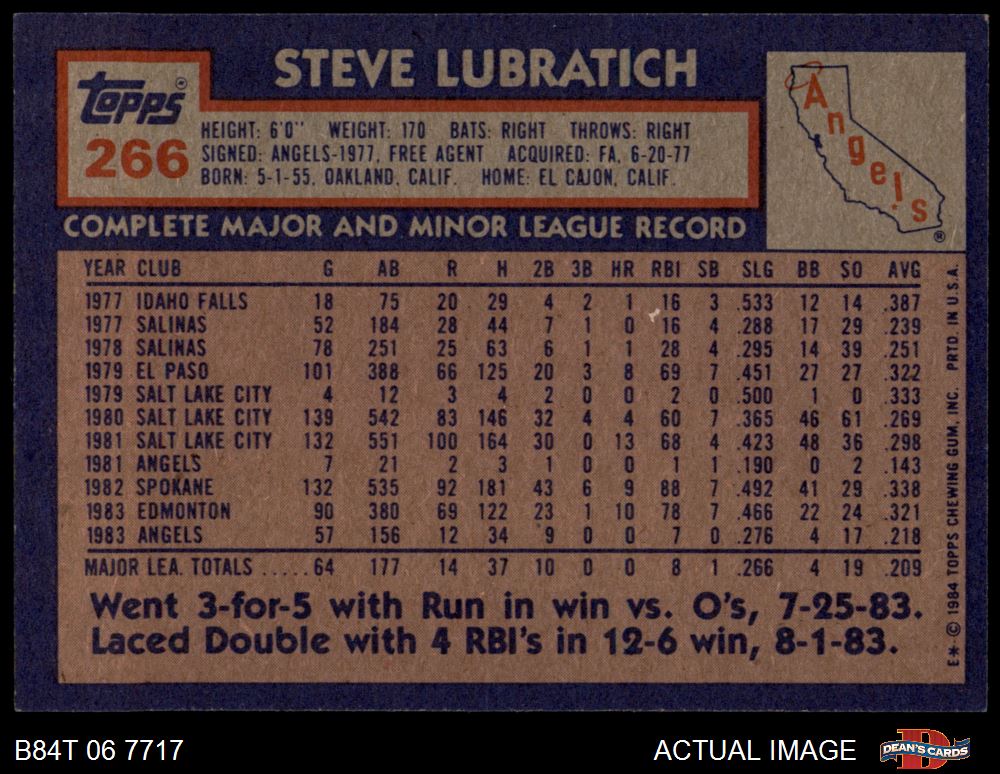 STEVE LUBRATICH
Topps®
266
HEIGHT: 6'0" WEIGHT: 170 BATS: RIGHT THROWS: RIGHT
SIGNED: ANGELS-1977, FREE AGENT ACQUIRED: FA, 6-20-77
BORN: 5-1-55, OAKLAND, CALIF. HOME: EL CAJON, CALIF.
Angels ®
COMPLETE MAJOR AND MINOR LEAGUE RECORD
YEAR CLUB G AB R H 2B 3B HR RBI SB SLG BB SO AVG
1977 IDAHO FALLS 18 75 20 29 4 2 1 16 3 .533 12 14 .387
1977 SALINAS 52 184 28 44 7 1 0 16 4 .288 17 29 .239
1978 SALINAS 78 251 25 63 6 1 1 28 4 .295 14 39 .251
1979 EL PASO 101 388 66 125 20 3 8 69 7 .451 27 27 .322
1979 SALT LAKE CITY 4 12 3 4 2 0 0 2 0 .500 1 0 .333
1980 SALT LAKE CITY 139 542 83 146 32 4 4 60 7 .365 46 61 .269
1981 SALT LAKE CITY 132 551 100 164 30 0 13 68 4 .423 48 36 .298
1981 ANGELS 7 21 2 3 1 0 0 1 1 .190 0 2 .143
1982 SPOKANE 132 535 92 181 43 6 9 88 7 .492 41 29 .338
1983 EDMONTON 90 380 69 122 23 1 10 78 7 .466 22 24 .321
1983 ANGELS 57 156 12 34 9 0 0 7 0 .276 4 17 .218
MAJOR LEA. TOTALS .....64 177 14 37 10 0 0 8 1 .266 4 19 .209
Went 3-for-5 with Run in win vs. O's, 7-25-83.
Laced Double with 4 RBI's in 12-6 win, 8-1-83.
E*© 1984 TOPPS CHEWING GUM, INC. PRTD. IN U.S.A.
B84T 06 7717 ACTUAL IMAGE DEAN'S CARDS